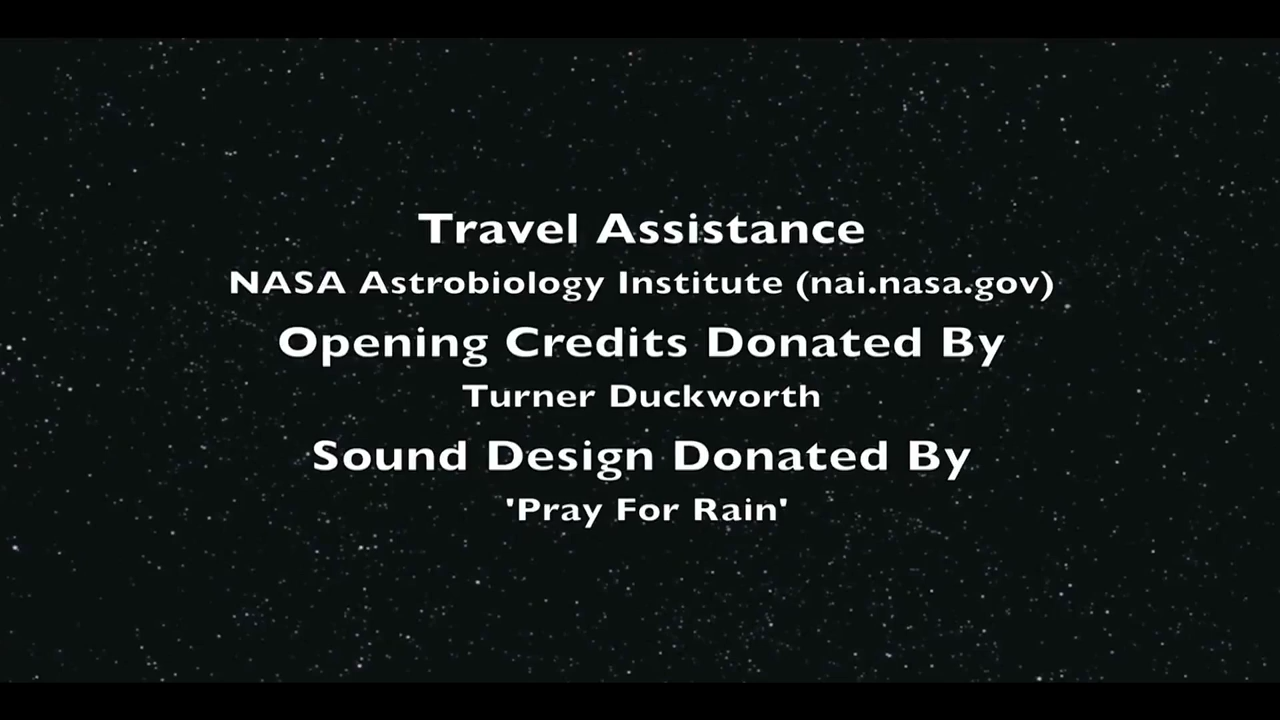 Travel Assistance
NASA Astrobiology Institute (nai.nasa.gov)
Opening Credits Donated By
Turner Duckworth
Sound Design Donated By
'Pray For Rain'